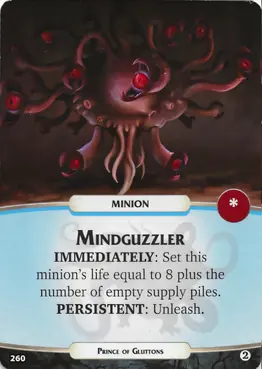 *
MINION
MINDGUZZLER
IMMEDIATELY: Set this
minion's life equal to 8 plus the
number of empty supply piles.
PERSISTENT: Unleash.
PRINCE OF GLUTTONS
260
2